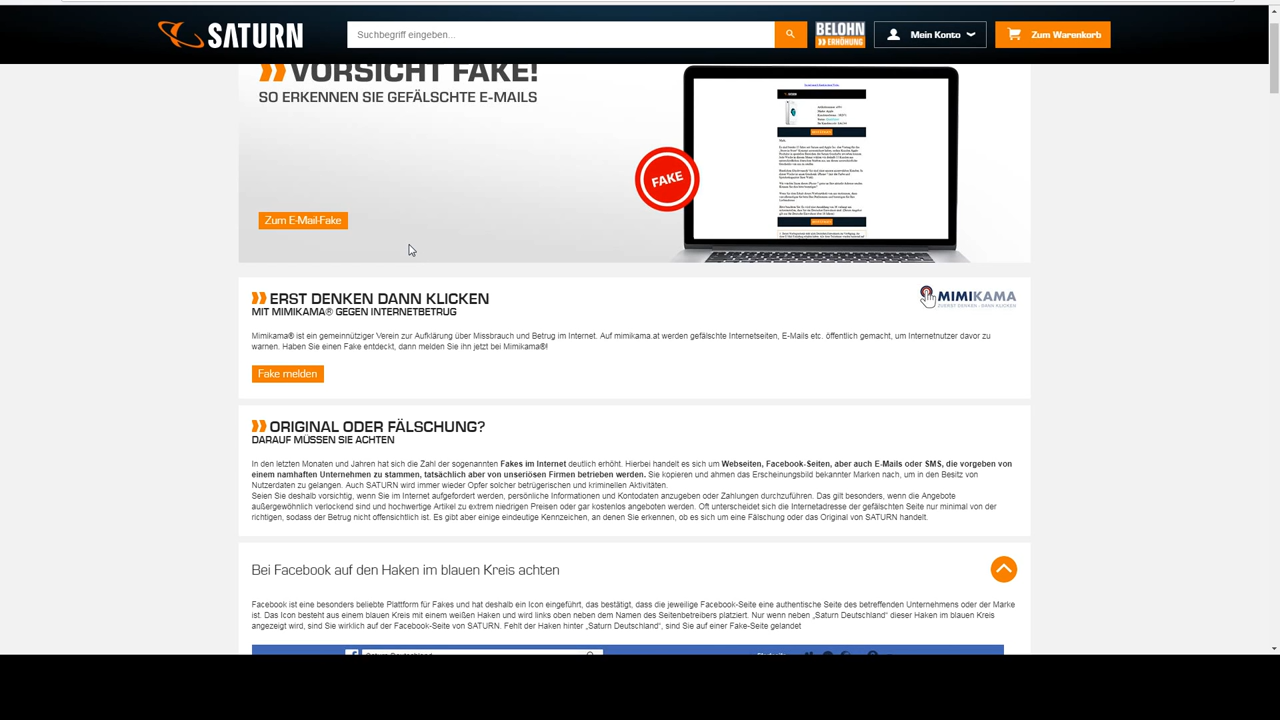 SATURN
Suchbegriff eingeben...
BELOHN
ERHÖHUNG
Mein Konto
Zum Warenkorb
VORSICHT FAKE!
SO ERKENNEN SIE GEFÄLSCHTE E-MAILS
FAKE
Zum E-Mail-Fake
ERST DENKEN DANN KLICKEN
MIT MIMIKAMA® GEGEN INTERNETBETRUG
MIMIKAMA
ZUERST DENKEN - DANN KLICKEN
Mimikama® ist ein gemeinnütziger Verein zur Aufklärung über Missbrauch und Betrug im Internet. Auf mimikama.at werden gefälschte Internetseiten, E-Mails etc. öffentlich gemacht, um Internetnutzer davor zu
warnen. Haben Sie einen Fake entdeckt, dann melden Sie ihn jetzt bei Mimikama®!
Fake melden
ORIGINAL ODER FÄLSCHUNG?
DARAUF MÜSSEN SIE ACHTEN
In den letzten Monaten und Jahren hat sich die Zahl der sogenannten Fakes im Internet deutlich erhöht. Hierbei handelt es sich um Webseiten, Facebook-Seiten, aber auch E-Mails oder SMS, die vorgeben von
einem namhaften Unternehmen zu stammen, tatsächlich aber von unseriösen Firmen betrieben werden. Sie kopieren und ahmen das Erscheinungsbild bekannter Marken nach, um in den Besitz von
Nutzerdaten zu gelangen. Auch SATURN wird immer wieder Opfer solcher betrügerischen und kriminellen Aktivitäten.
Seien Sie deshalb vorsichtig, wenn Sie im Internet aufgefordert werden, persönliche Informationen und Kontodaten anzugeben oder Zahlungen durchzuführen. Das gilt besonders, wenn die Angebote
außergewöhnlich verlockend sind und hochwertige Artikel zu extrem niedrigen Preisen oder gar kostenlos angeboten werden. Oft unterscheidet sich die Internetadresse der gefälschten Seite nur minimal von der
richtigen, sodass der Betrug nicht offensichtlich ist. Es gibt aber einige eindeutige Kennzeichen, an denen Sie erkennen, ob es sich um eine Fälschung oder das Original von SATURN handelt.
Bei Facebook auf den Haken im blauen Kreis achten
Facebook ist eine besonders beliebte Plattform für Fakes und hat deshalb ein Icon eingeführt, das bestätigt, dass die jeweilige Facebook-Seite eine authentische Seite des betreffenden Unternehmens oder der Marke
ist. Das Icon besteht aus einem blauen Kreis mit einem weißen Haken und wird links oben neben dem Namen des Seitenbetreibers platziert. Nur wenn neben „Saturn Deutschland“ dieser Haken im blauen Kreis
angezeigt wird, sind Sie wirklich auf der Facebook-Seite von SATURN. Fehlt der Haken hinter „Saturn Deutschland“, sind Sie auf einer Fake-Seite gelandet